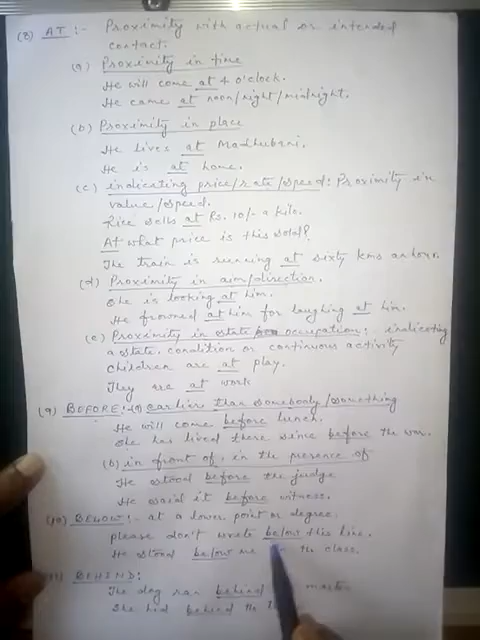 (8) AT :- Proximity with actual or intended
contact.
(a) Proximity in time
He will come at 4 o'clock.
He came at noon/night/midnight.
(b) Proximity in place
He lives at Madhubani.
He is at home.
(c) indicating price/rate/speed: Proximity in
value/speed.
Rice sells at Rs. 10/- a kilo.
At what price is this sold?
The train is running at sixty kms an hour.
(d) Proximity in aim/direction.
She is looking at him.
He frowned at him for laughing at him.
(e) Proximity in state occupation: indicating
a state, condition or continuous activity
children are at play.
They are at work
(9) BEFORE:-(a) earlier than somebody/something
He will come before lunch.
She has lived there since before the war.
(b) in front of, in the presence of
He stood before the judge
He said it before witness.
(10) BELOW:- at a lower point or degree.
please don't write below this line.
He stood below me the class.
BEHIND:
The dog ran behind master
She hid behind the